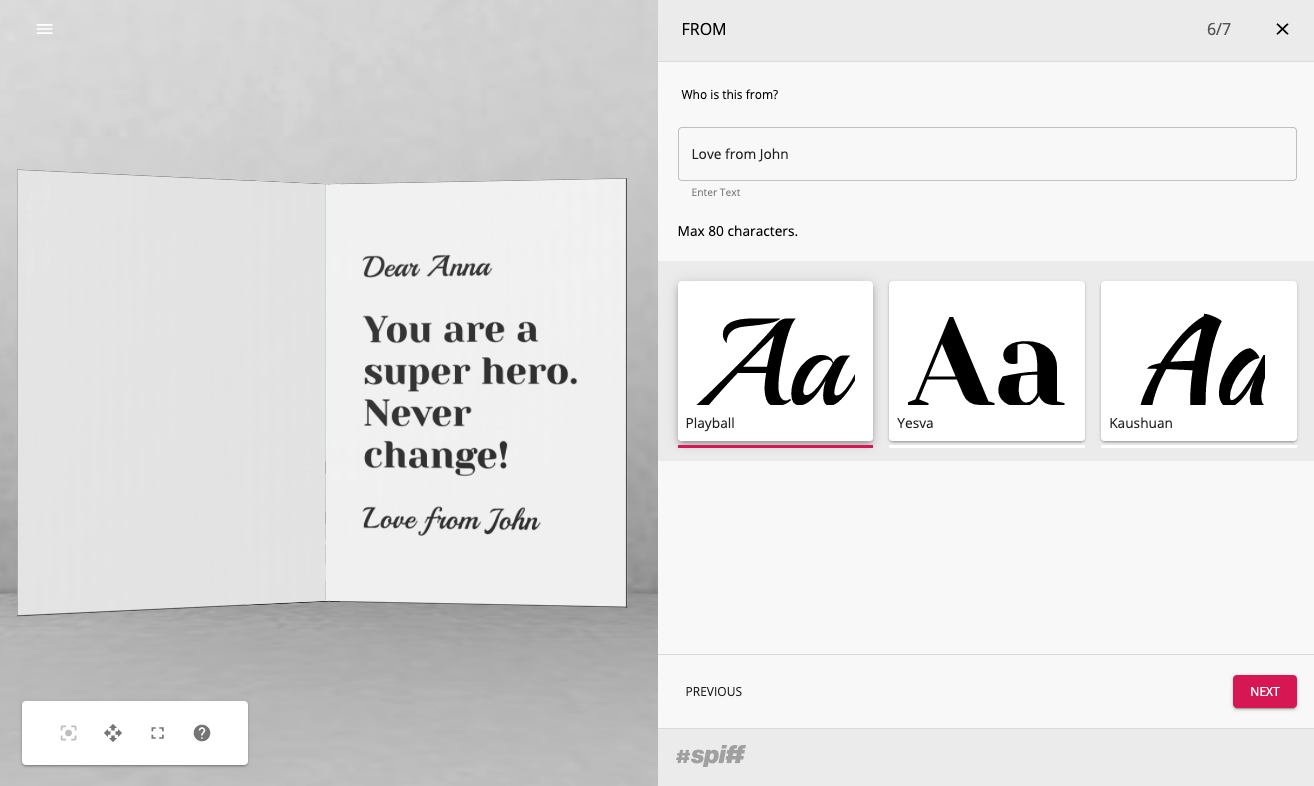 FROM
6/7
Who is this from?
Love from John
Enter Text
Max 80 characters.
Aa
Playball
Aa
Yesva
Aa
Kaushuan
Dear Anna
You are a
super hero.
Never
change!
Love from John
PREVIOUS
NEXT
#spiff